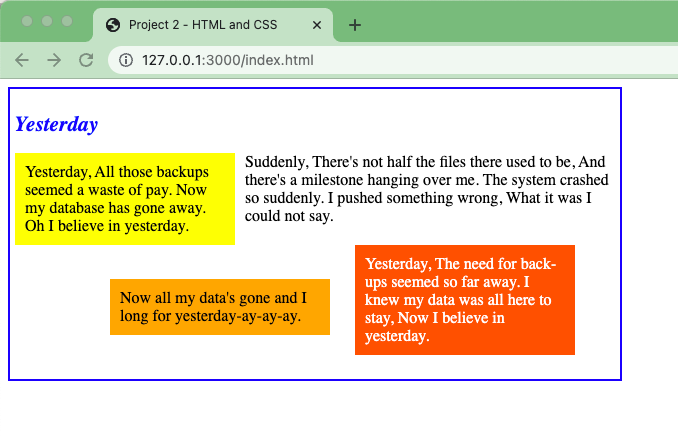 Project 2 - HTML and CSS
127.0.0.1:3000/index.html
Yesterday
Yesterday, All those backups
seemed a waste of pay. Now
my database has gone away.
Oh I believe in yesterday.
Suddenly, There's not half the files there used to be, And
there's a milestone hanging over me. The system crashed
so suddenly. I pushed something wrong, What it was I
could not say.
Now all my data's gone and I
long for yesterday-ay-ay-ay.
Yesterday, The need for back-
ups seemed so far away. I
knew my data was all here to
stay, Now I believe in
yesterday.